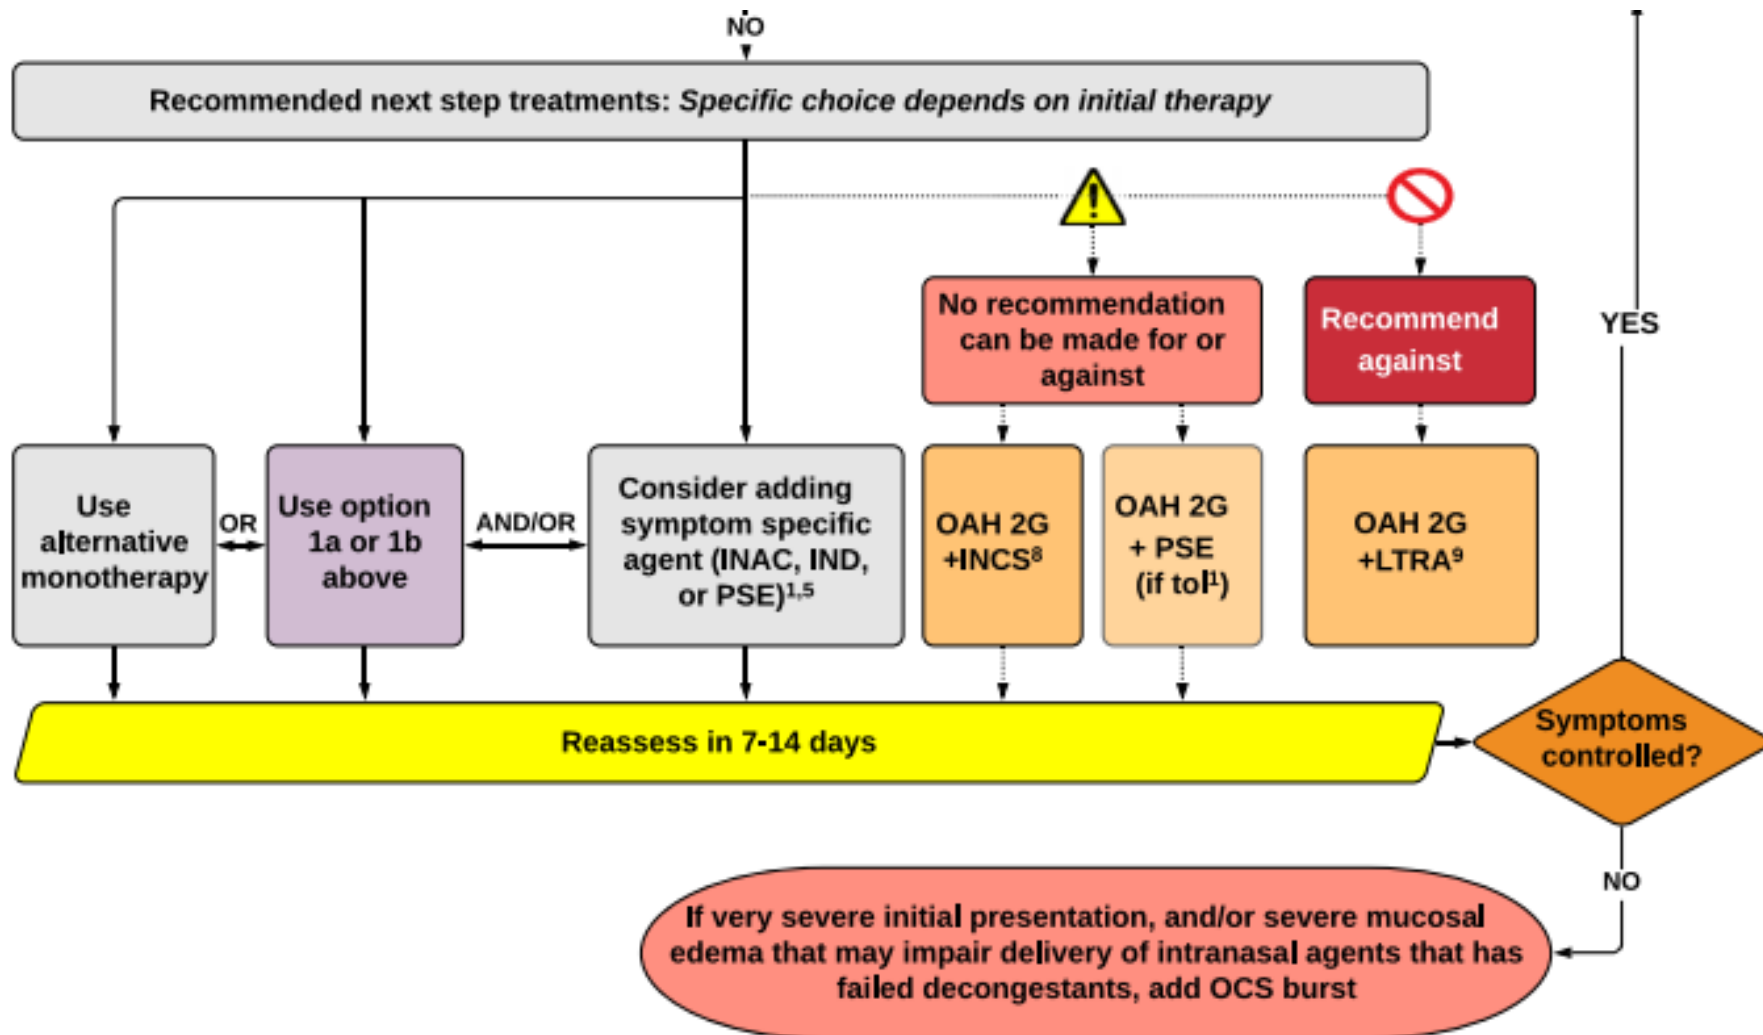 NO
Recommended next step treatments: Specific choice depends on initial therapy
No recommendation
can be made for or
against
Recommend
against
YES
Use
alternative
monotherapy
OR
Use option
1a or 1b
above
AND/OR
Consider adding
symptom specific
agent (INAC, IND,
or PSE)1,5
OAH 2G
+INCS8
OAH 2G
+ PSE
(if tol1)
OAH 2G
+LTRA9
Reassess in 7-14 days
Symptoms
controlled?
NO
If very severe initial presentation, and/or severe mucosal
edema that may impair delivery of intranasal agents that has
failed decongestants, add OCS burst